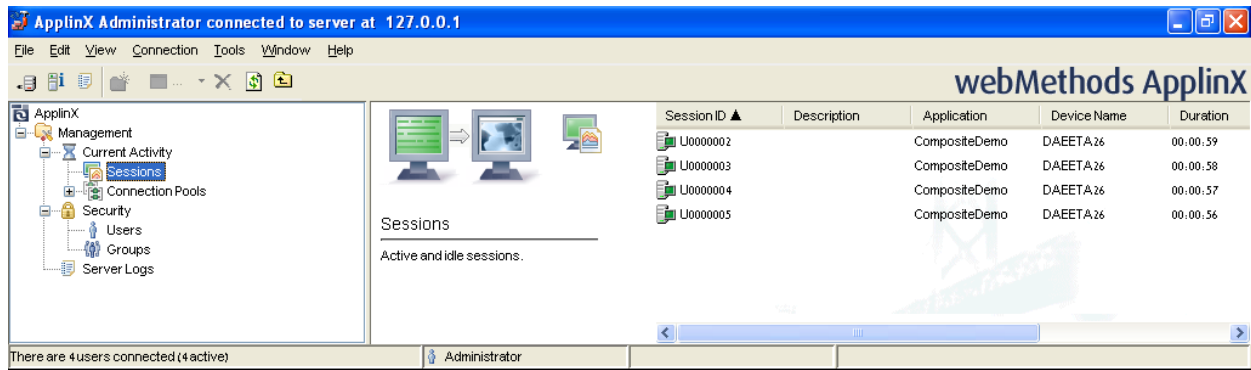 ApplinX Administrator connected to server at 127.0.0.1
File Edit View Connection Tools Window Help
webMethods ApplinX
ApplinX
Management
Current Activity
Sessions
Connection Pools
Security
Users
Groups
Server Logs
Sessions
Active and idle sessions.
Session ID Description Application Device Name Duration
U0000002 CompositeDemo DAEETA26 00:00:59
U0000003 CompositeDemo DAEETA26 00:00:58
U0000004 CompositeDemo DAEETA26 00:00:57
U0000005 CompositeDemo DAEETA26 00:00:56
There are 4 users connected (4 active) Administrator